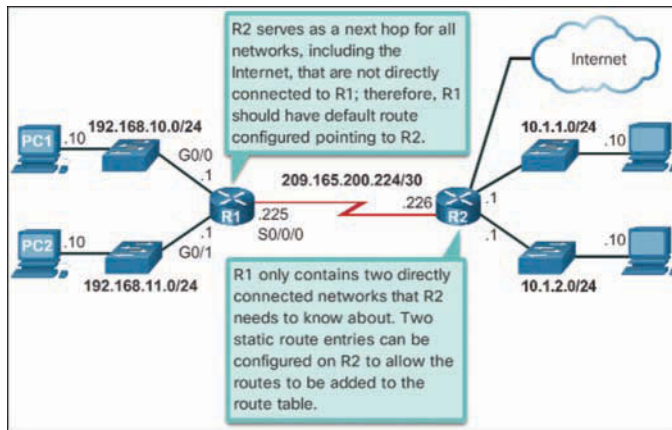 R2 serves as a next hop for all
networks, including the
Internet, that are not directly
connected to R1; therefore, R1
should have default route
configured pointing to R2.
Internet
192.168.10.0/24
10.1.1.0/24
PC1
.10
G0/0
.1
209.165.200.224/30
.10
R1
.225
S0/0/0
.226
R2
.1
.1
PC2
.10
.1
G0/1
192.168.11.0/24
.10
10.1.2.0/24
R1 only contains two directly
connected networks that R2
needs to know about. Two
static route entries can be
configured on R2 to allow the
routes to be added to the
route table.